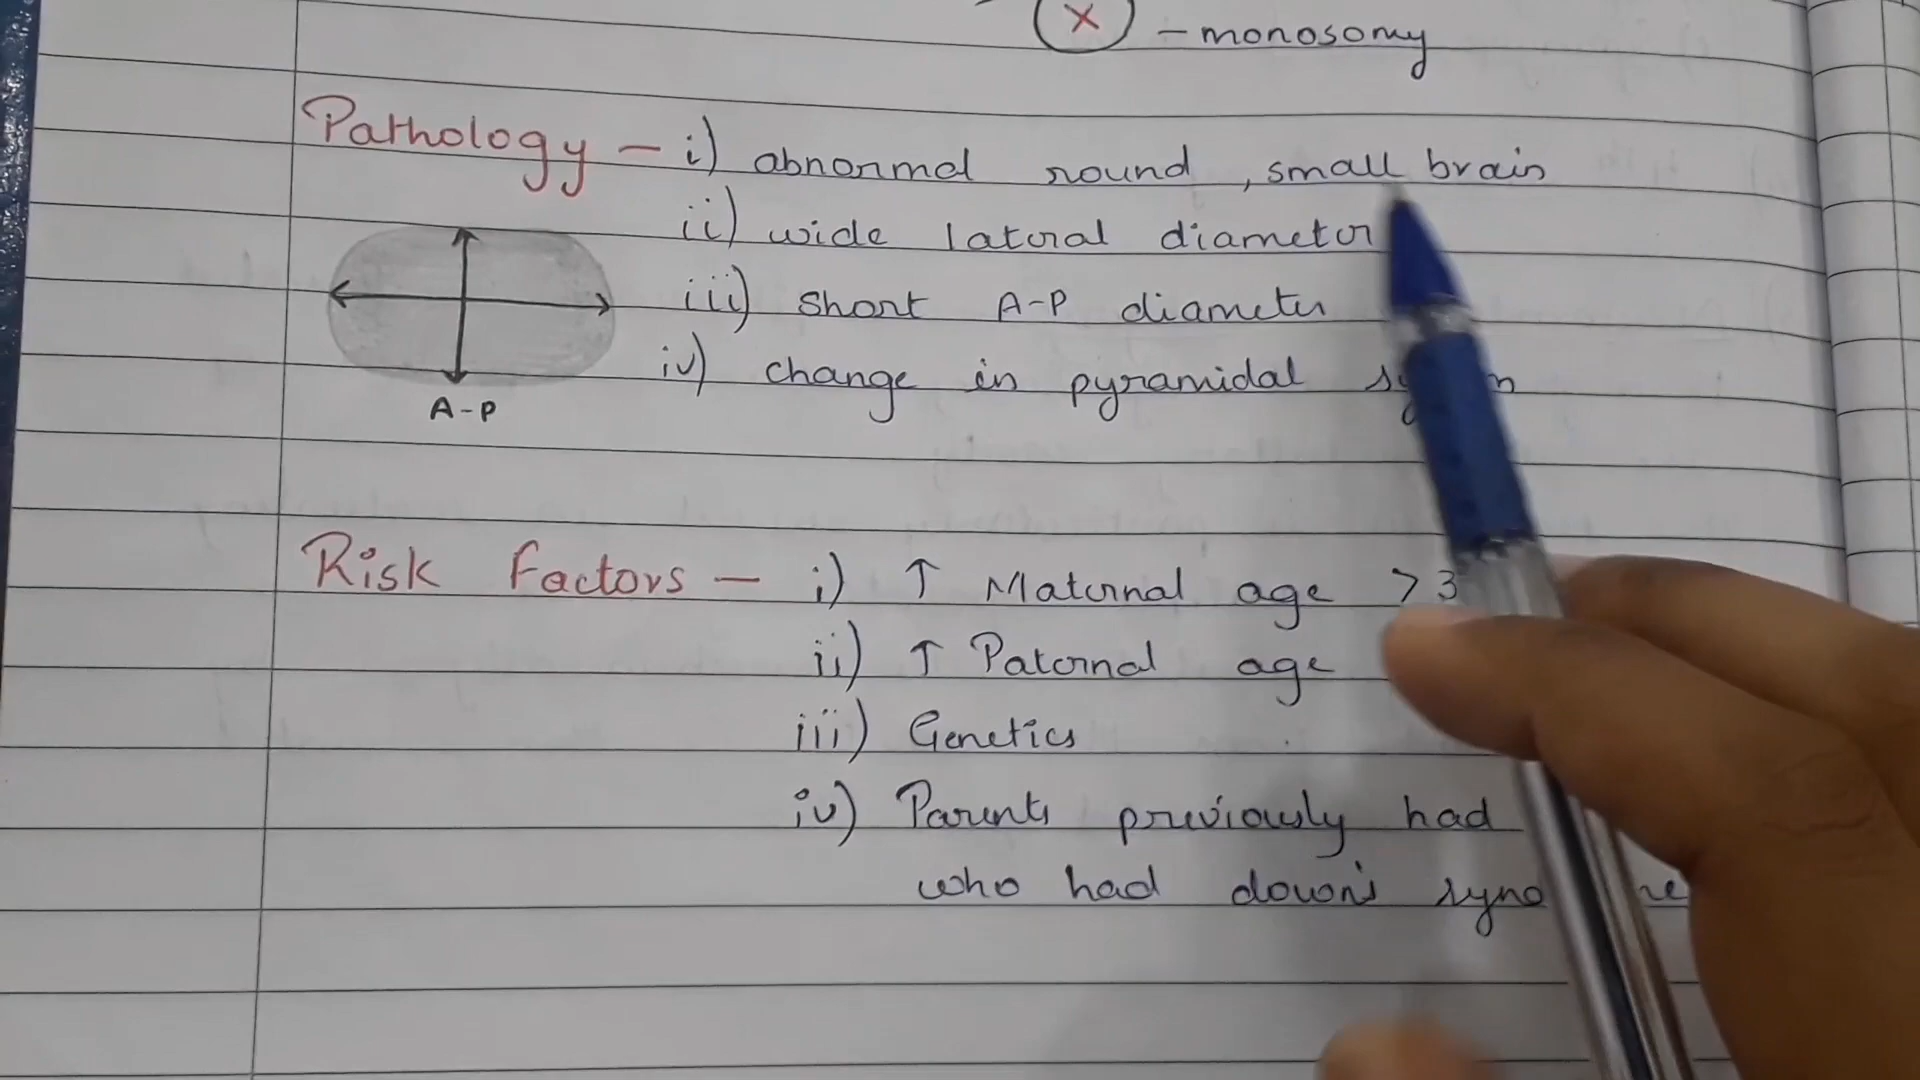 X - monosomy
Pathology - i) abnormal round, small brain
ii) wide lateral diameter
iii) short A-P diameter
iv) change in pyramidal
A-P
Risk Factors - i) ↑ Maternal age >3
ii) ↑ Paternal age
iii) Genetics
iv) Parents previously had
who had down's